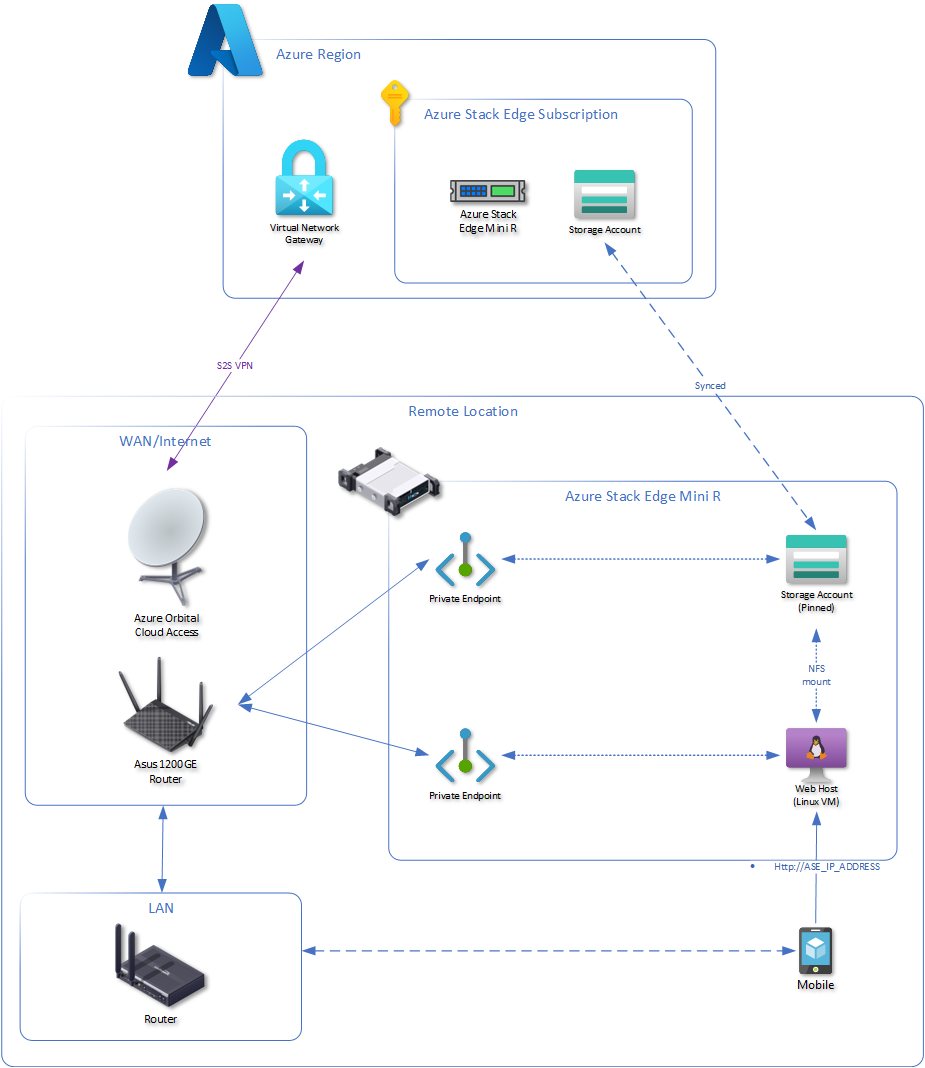 Azure Region
Azure Stack Edge Subscription
Virtual Network
Gateway
Azure Stack
Edge Mini R
Storage Account
S2S VPN
Synced
Remote Location
WAN/Internet
Azure Stack Edge Mini R
Private Endpoint
Storage Account
(Pinned)
Azure Orbital
Cloud Access
NFS
mount
Asus 1200GE
Router
Private Endpoint
Web Host
(Linux VM)
• Http://ASE_IP_ADDRESS
LAN
Router
Mobile